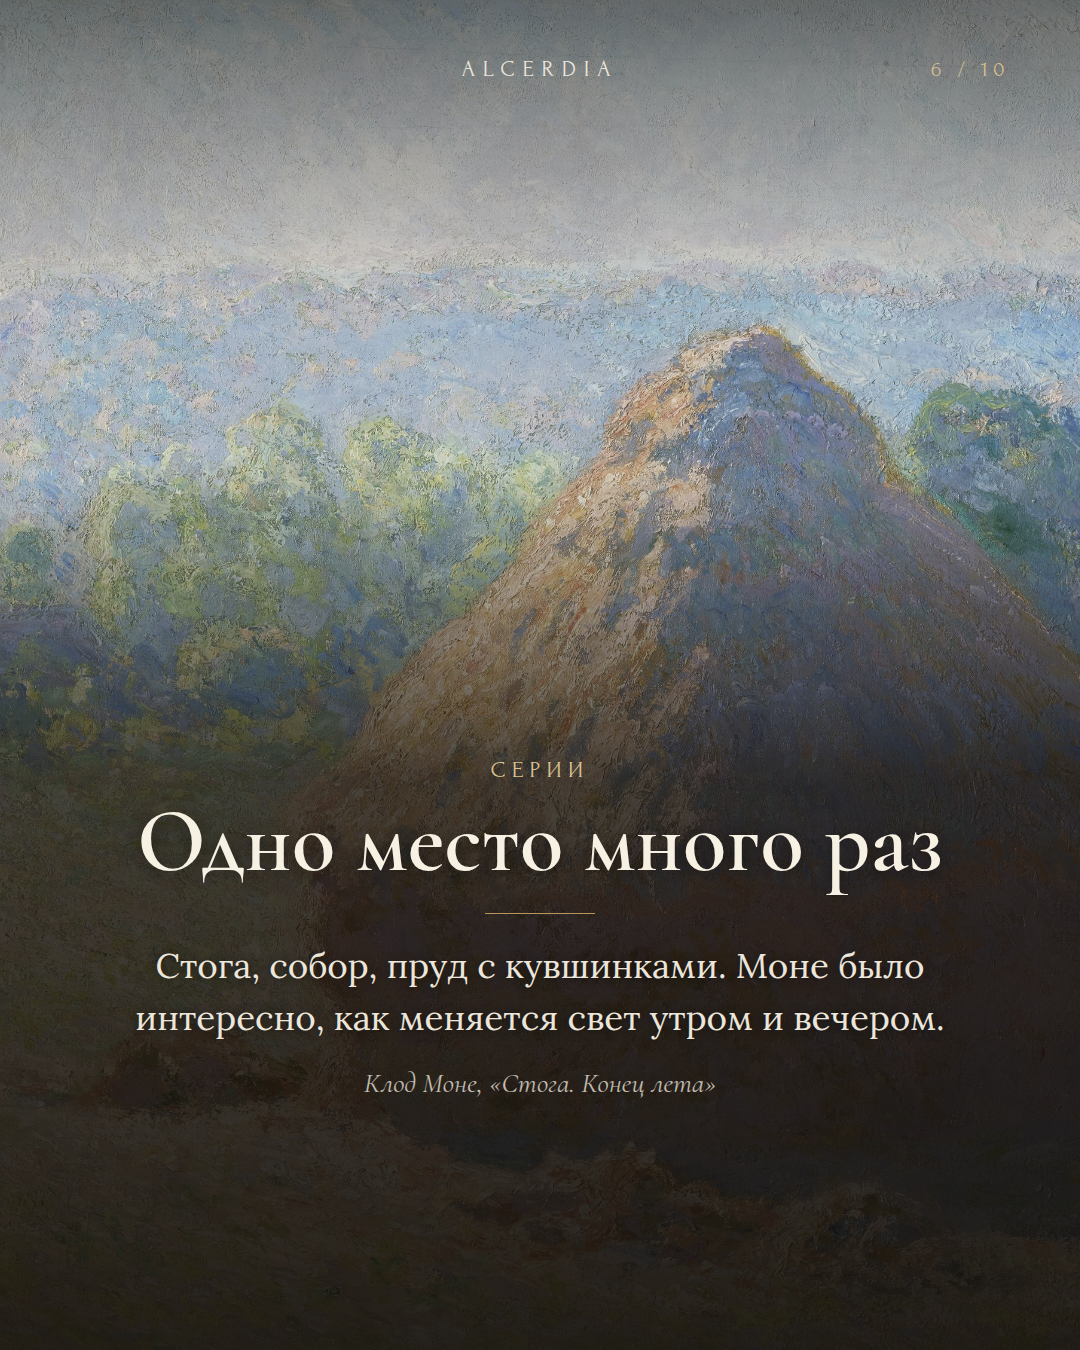 ALCERDIA
6 / 10
СЕРИИ
Одно место много раз
Стога, собор, пруд с кувшинками. Моне было
интересно, как меняется свет утром и вечером.
Клод Моне, «Стога. Конец лета»